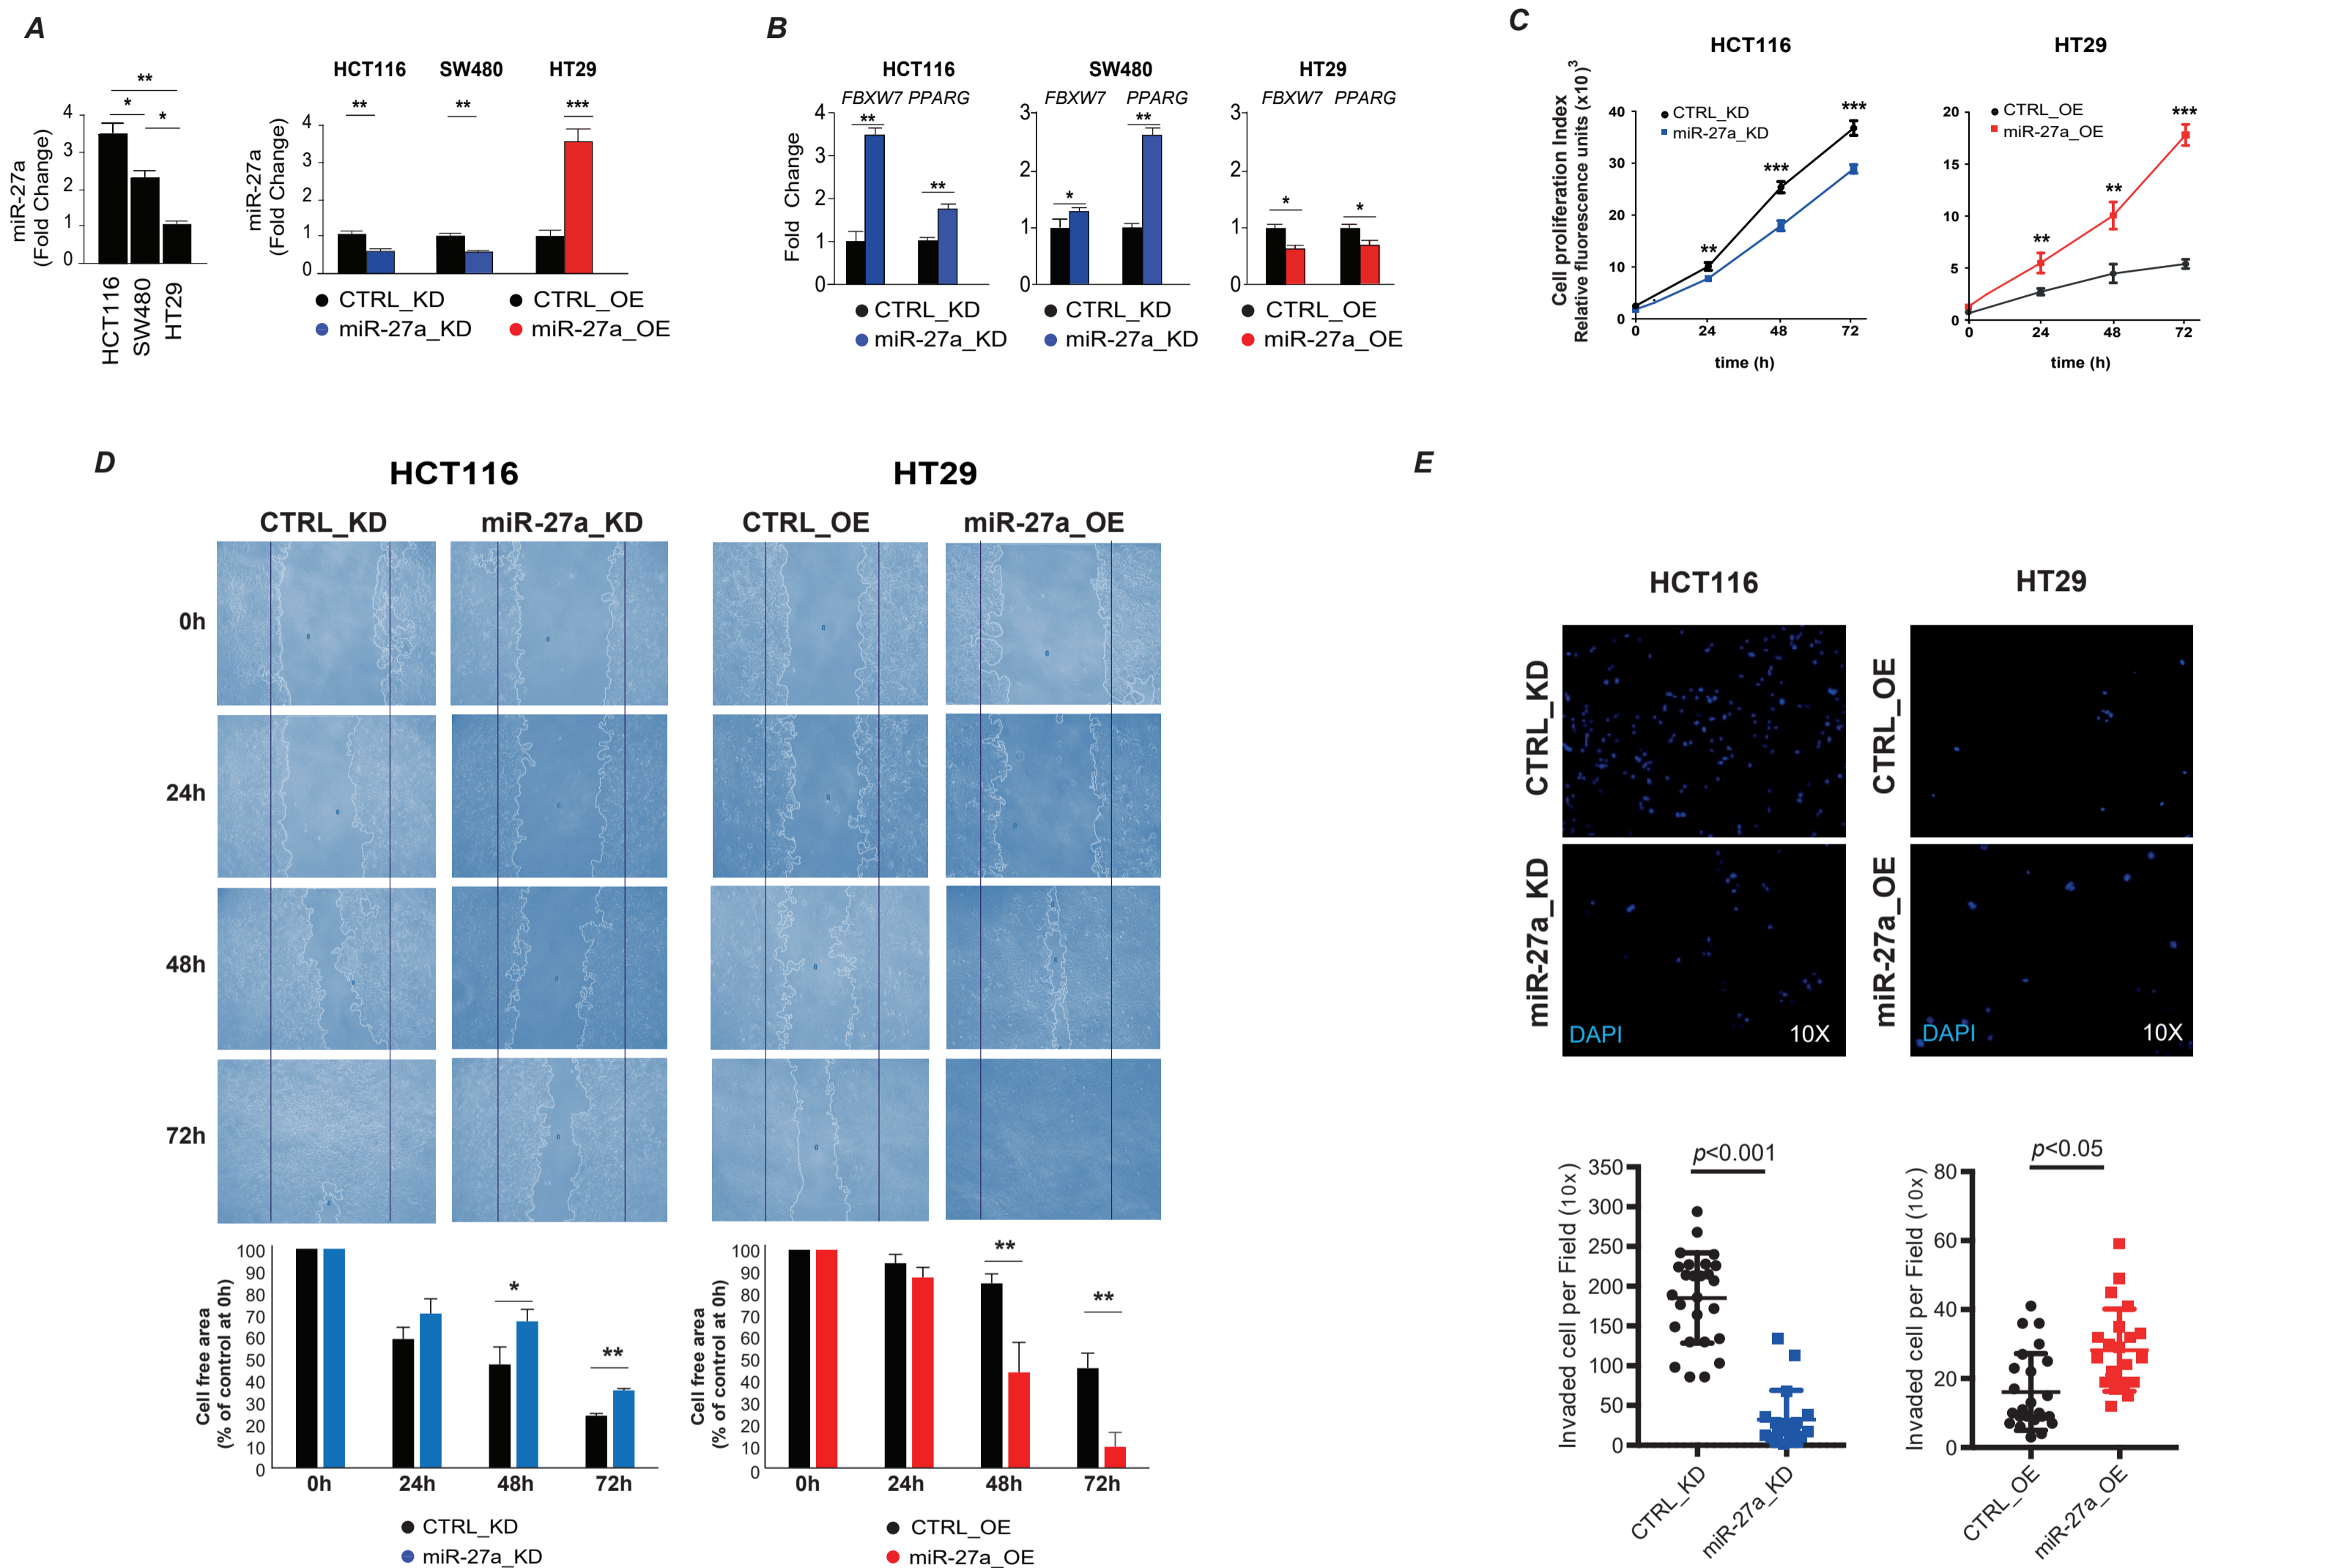 A
**
*
*
miR-27a
(Fold Change)
4
3
2
1
0
HCT116
SW480
HT29
HCT116 SW480 HT29
** ** ***
miR-27a
(Fold Change)
4
3
2
1
0
CTRL_KD
miR-27a_KD
CTRL_OE
miR-27a_OE
B
HCT116
FBXW7 PPARG
**
**
Fold Change
4
3
2
1
0
CTRL_KD
miR-27a_KD
SW480
FBXW7 PPARG
**
*
3
2
1
0
CTRL_KD
miR-27a_KD
HT29
FBXW7 PPARG
* *
3
2
1
0
CTRL_OE
miR-27a_OE
C
HCT116
Cell proliferation Index
Relative fluorescence units (x10)3
CTRL_KD
miR-27a_KD
***
***
**
40
30
20
10
0
0 24 48 72
time (h)
HT29
CTRL_OE
miR-27a_OE
***
**
**
20
15
10
5
0
0 24 48 72
time (h)
D
HCT116 HT29
CTRL_KD miR-27a_KD CTRL_OE miR-27a_OE
0h
24h
48h
72h
Cell free area
(% of control at 0h)
100
90
80
70
60
50
40
30
20
10
0
*
**
0h 24h 48h 72h
CTRL_KD
miR-27a_KD
Cell free area
(% of control at 0h)
100
90
80
70
60
50
40
30
20
10
0
**
**
0h 24h 48h 72h
CTRL_OE
miR-27a_OE
E
HCT116 HT29
CTRL_KD
CTRL_OE
miR-27a_KD
DAPI 10X
miR-27a_OE
DAPI 10X
p<0.001
Invaded cell per Field (10x)
350
300
250
200
150
100
50
0
CTRL_KD
miR-27a_KD
p<0.05
Invaded cell per Field (10x)
80
60
40
20
0
CTRL_OE
miR-27a_OE